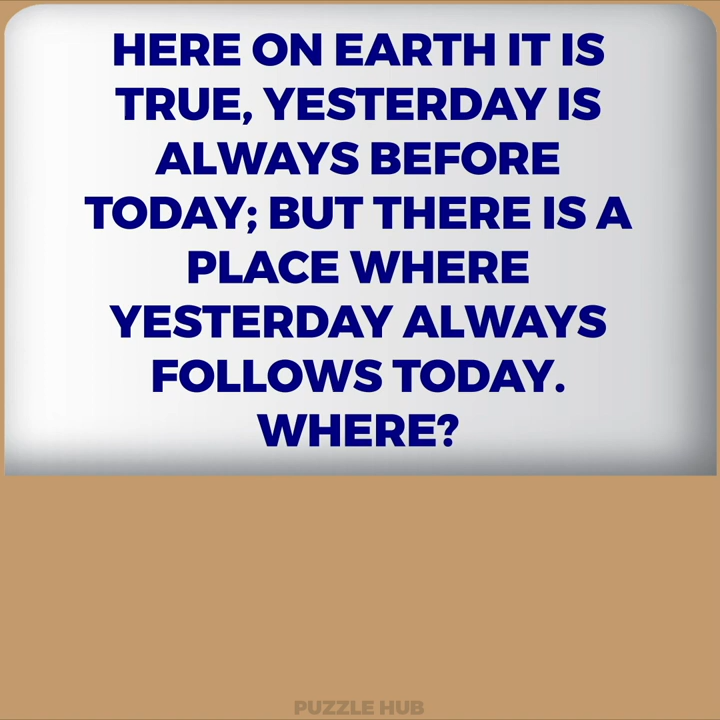 HERE ON EARTH IT IS
TRUE, YESTERDAY IS
ALWAYS BEFORE
TODAY; BUT THERE IS A
PLACE WHERE
YESTERDAY ALWAYS
FOLLOWS TODAY.
WHERE?
PUZZLE HUB